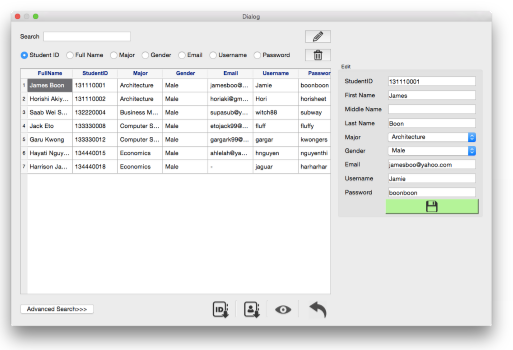 Dialog
Search
Student ID Full Name Major Gender Email Username Password
FullName StudentID Major Gender Email Username Passwor
1 James Boon 131110001 Architecture Male jamesboo@... Jamie boonboon
2 Horishi Akiy... 131110002 Architecture Male horiaki@gm... Hori horisheet
3 Saab Wei S... 132220004 Business M... Male supasub@y... witch88 subway
4 Jack Eto 133330008 Computer S... Male etojack99@... fluff fluffy
5 Garu Kwong 133330012 Computer S... Male gargark99@... gargar kwongers
6 Hayati Nguy... 134440015 Economics Male ahlelah@ya... hnguyen nguyenthi
7 Harrison Ja... 134440018 Economics Male - jaguar harharhar
Advanced Search>>>
ID
Edit
StudentID 131110001
First Name James
Middle Name
Last Name Boon
Major Architecture
Gender Male
Email jamesboo@yahoo.com
Username Jamie
Password boonboon